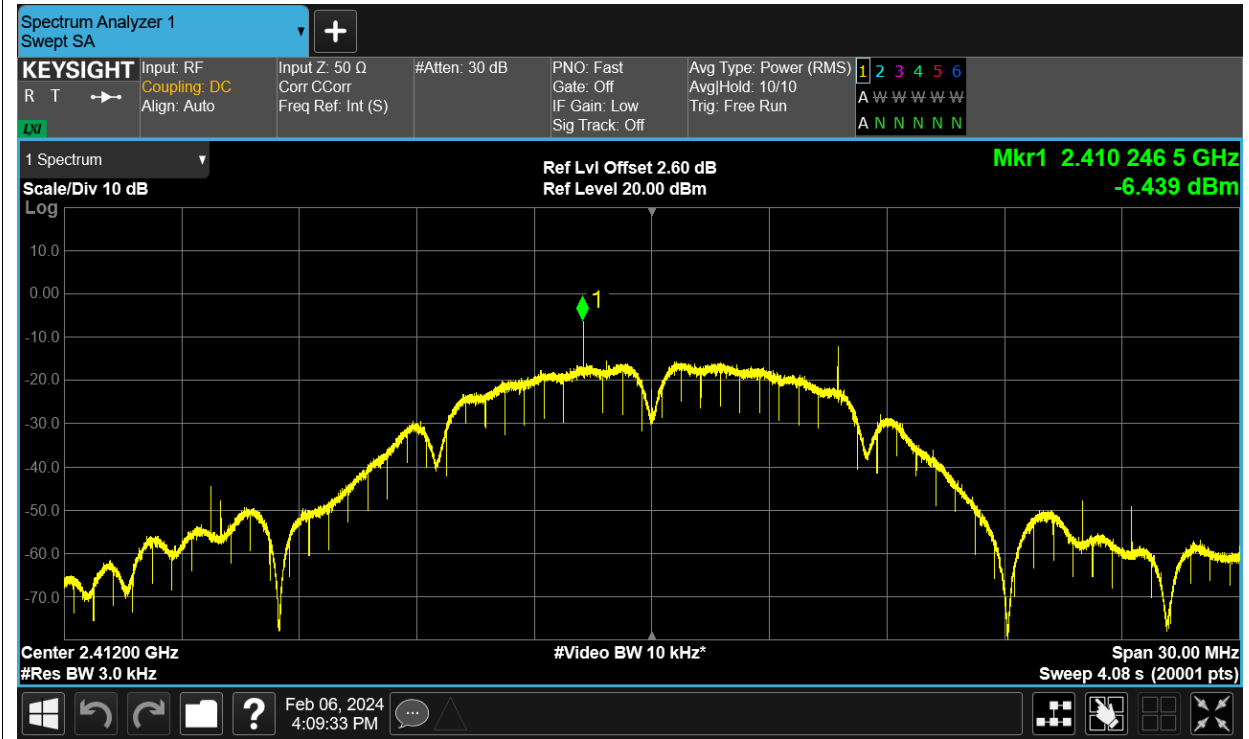 Spectrum Analyzer 1
Swept SA
+
KEYSIGHT
R T
LXI
Input: RF
Coupling: DC
Align: Auto
Input Z: 50 Ω
Corr CCorr
Freq Ref: Int (S)
#Atten: 30 dB
PNO: Fast
Gate: Off
IF Gain: Low
Sig Track: Off
Avg Type: Power (RMS)
Avg|Hold: 10/10
Trig: Free Run
1 2 3 4 5 6
A W W W W W
A N N N N N
1 Spectrum
Scale/Div 10 dB
Log
Ref Lvl Offset 2.60 dB
Ref Level 20.00 dBm
Mkr1 2.410 246 5 GHz
-6.439 dBm
10.0
0.00
-10.0
-20.0
-30.0
-40.0
-50.0
-60.0
-70.0
1
Center 2.41200 GHz
#Res BW 3.0 kHz
#Video BW 10 kHz*
Span 30.00 MHz
Sweep 4.08 s (20001 pts)
?
Feb 06, 2024
4:09:33 PM